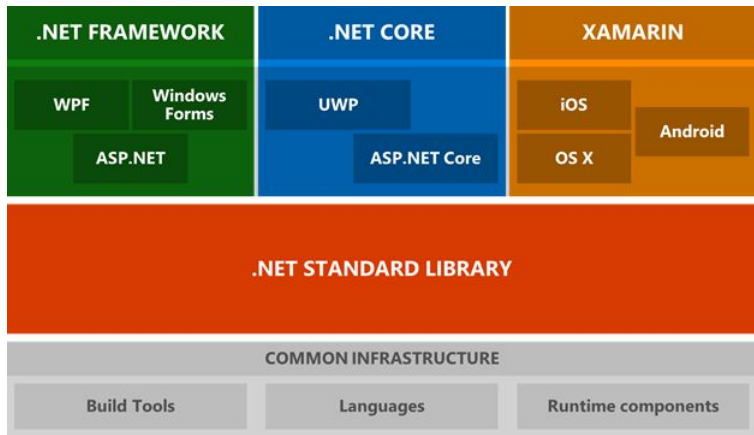 .NET FRAMEWORK
WPF
Windows
Forms
ASP.NET
.NET CORE
UWP
ASP.NET Core
XAMARIN
iOS
Android
OS X
.NET STANDARD LIBRARY
COMMON INFRASTRUCTURE
Build Tools
Languages
Runtime components